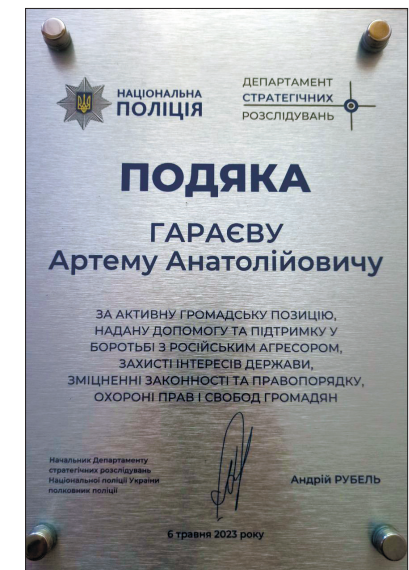 НАЦІОНАЛЬНА
ПОЛІЦІЯ
ДЕПАРТАМЕНТ
СТРАТЕГІЧНИХ
РОЗСЛІДУВАНЬ
ПОДЯКА
ГАРАЄВУ
Артему Анатолійовичу
ЗА АКТИВНУ ГРОМАДСЬКУ ПОЗИЦІЮ,
НАДАНУ ДОПОМОГУ ТА ПІДТРИМКУ У
БОРОТЬБІ З РОСІЙСЬКИМ АГРЕСОРОМ,
ЗАХИСТІ ІНТЕРЕСІВ ДЕРЖАВИ,
ЗМІЦНЕННІ ЗАКОННОСТІ ТА ПРАВОПОРЯДКУ,
ОХОРОНІ ПРАВ І СВОБОД ГРОМАДЯН
Начальник Департаменту
стратегічних розслідувань
Національної поліції України
полковник поліції
Андрій РУБЕЛЬ
6 травня 2023 року